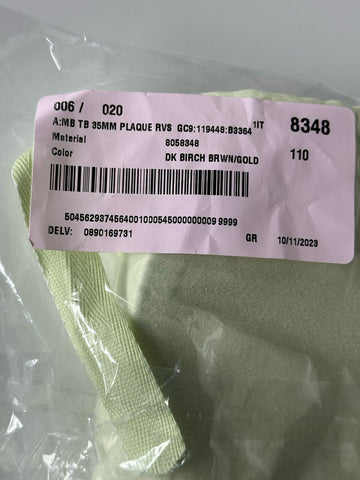 006 / 020
A:MB TB 35MM PLAQUE RVS GC9:119448:B3364 1IT 8348
Material 8058348
Color DK BIRCH BRWN/GOLD 110
5045629374564001000545000000009 9999
DELV: 0890169731 GR 10/11/2023